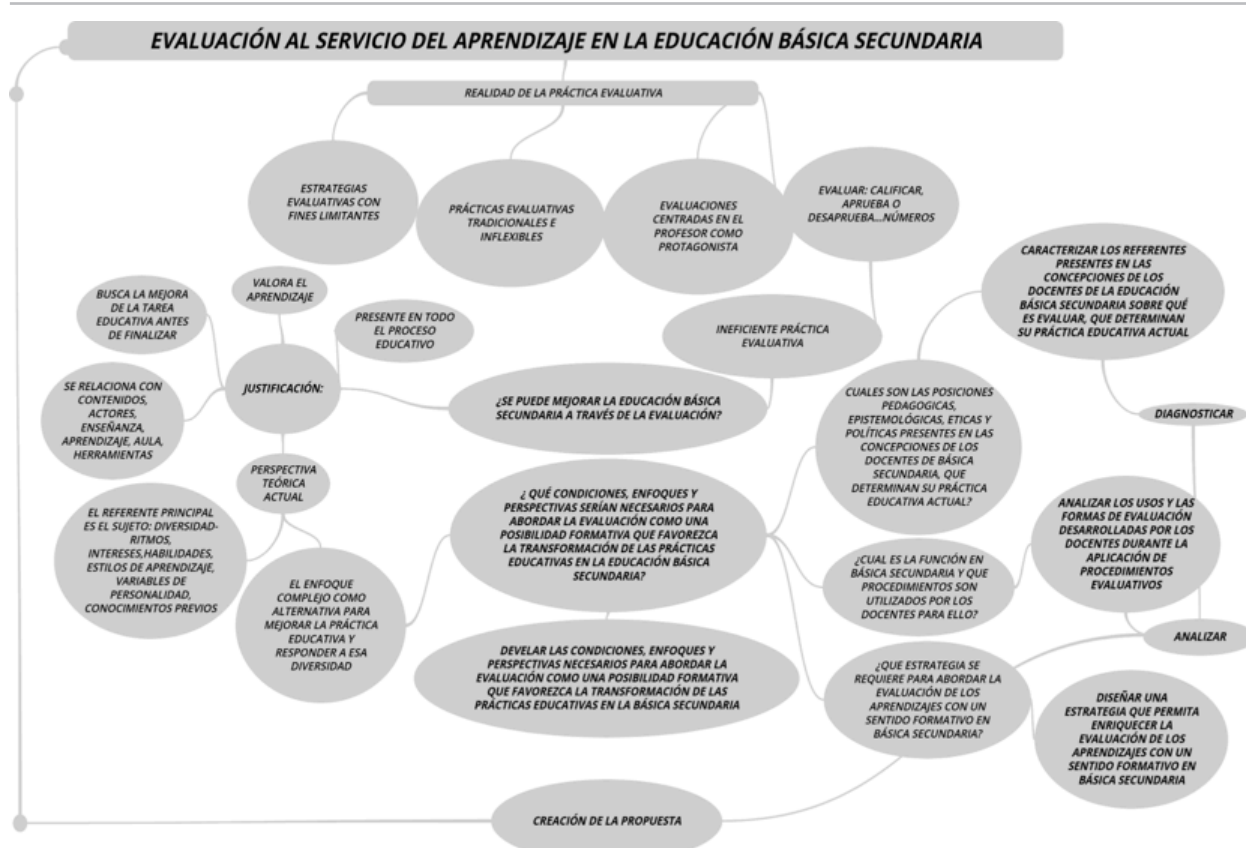 EVALUACIÓN AL SERVICIO DEL APRENDIZAJE EN LA EDUCACIÓN BÁSICA SECUNDARIA
REALIDAD DE LA PRÁCTICA EVALUATIVA
ESTRATEGIAS
EVALUATIVAS CON
FINES LIMITANTES
PRÁCTICAS EVALUATIVAS
TRADICIONALES E
INFLEXIBLES
EVALUACIONES
CENTRADAS EN EL
PROFESOR COMO
PROTAGONISTA
EVALUAR: CALIFICAR,
APRUEBA O
DESAPRUEBA...NÚMEROS
CARACTERIZAR LOS REFERENTES
PRESENTES EN LAS
CONCEPCIONES DE LOS
DOCENTES DE LA EDUCACIÓN
BÁSICA SECUNDARIA SOBRE QUÉ
ES EVALUAR, QUE DETERMINAN
SU PRÁCTICA EDUCATIVA ACTUAL
BUSCA LA MEJORA
DE LA TAREA
EDUCATIVA ANTES
DE FINALIZAR
VALORA EL
APRENDIZAJE
PRESENTE EN TODO
EL PROCESO
EDUCATIVO
INEFICIENTE PRÁCTICA
EVALUATIVA
JUSTIFICACIÓN:
SE RELACIONA CON
CONTENIDOS,
ACTORES,
ENSEÑANZA,
APRENDIZAJE, AULA,
HERRAMIENTAS
¿SE PUEDE MEJORAR LA EDUCACIÓN BÁSICA
SECUNDARIA A TRAVÉS DE LA EVALUACIÓN?
CUALES SON LAS POSICIONES
PEDAGOGICAS,
EPISTEMOLÓGICAS, ETICAS Y
POLÍTICAS PRESENTES EN LAS
CONCEPCIONES DE LOS
DOCENTES DE BÁSICA
SECUNDARIA, QUE
DETERMINAN SU PRÁCTICA
EDUCATIVA ACTUAL?
DIAGNOSTICAR
PERSPECTIVA
TEÓRICA
ACTUAL
EL REFERENTE PRINCIPAL
ES EL SUJETO: DIVERSIDAD-
RITMOS,
INTERESES,HABILIDADES,
ESTILOS DE APRENDIZAJE,
VARIABLES DE
PERSONALIDAD,
CONOCIMIENTOS PREVIOS
¿ QUÉ CONDICIONES, ENFOQUES Y
PERSPECTIVAS SERÍAN NECESARIOS PARA
ABORDAR LA EVALUACIÓN COMO UNA
POSIBILIDAD FORMATIVA QUE FAVOREZCA
LA TRANSFORMACIÓN DE LAS PRÁCTICAS
EDUCATIVAS EN LA EDUCACIÓN BÁSICA
SECUNDARIA?
ANALIZAR LOS USOS Y LAS
FORMAS DE EVALUACIÓN
DESARROLLADAS POR LOS
DOCENTES DURANTE LA
APLICACIÓN DE
PROCEDIMIENTOS
EVALUATIVOS
¿CUAL ES LA FUNCIÓN EN
BÁSICA SECUNDARIA Y QUE
PROCEDIMIENTOS SON
UTILIZADOS POR LOS
DOCENTES PARA ELLO?
EL ENFOQUE
COMPLEJO COMO
ALTERNATIVA PARA
MEJORAR LA PRÁCTICA
EDUCATIVA Y
RESPONDER A ESA
DIVERSIDAD
ANALIZAR
DEVELAR LAS CONDICIONES, ENFOQUES Y
PERSPECTIVAS NECESARIOS PARA ABORDAR LA
EVALUACIÓN COMO UNA POSIBILIDAD FORMATIVA
QUE FAVOREZCA LA TRANSFORMACIÓN DE LAS
PRÁCTICAS EDUCATIVAS EN LA BÁSICA SECUNDARIA
¿QUE ESTRATEGIA SE
REQUIERE PARA ABORDAR LA
EVALUACIÓN DE LOS
APRENDIZAJES CON UN
SENTIDO FORMATIVO EN
BÁSICA SECUNDARIA?
DISEÑAR UNA
ESTRATEGIA QUE PERMITA
ENRIQUECER LA
EVALUACIÓN DE LOS
APRENDIZAJES CON UN
SENTIDO FORMATIVO EN
BÁSICA SECUNDARIA
CREACIÓN DE LA PROPUESTA